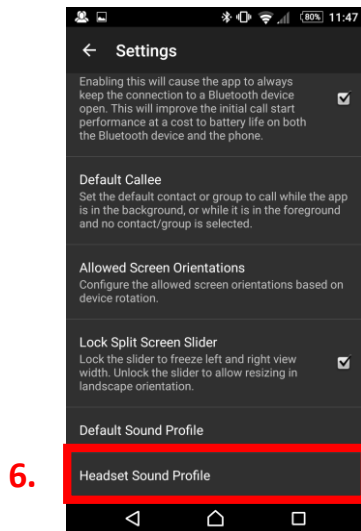 80% 11:47
Settings
Enabling this will cause the app to always
keep the connection to a Bluetooth device
open. This will improve the initial call start
performance at a cost to battery life on both
the Bluetooth device and the phone.
Default Callee
Set the default contact or group to call while the app
is in the background, or while it is in the foreground
and no contact/group is selected.
Allowed Screen Orientations
Configure the allowed screen orientations based on
device rotation.
Lock Split Screen Slider
Lock the slider to freeze left and right view
width. Unlock the slider to allow resizing in
landscape orientation.
Default Sound Profile
6. Headset Sound Profile